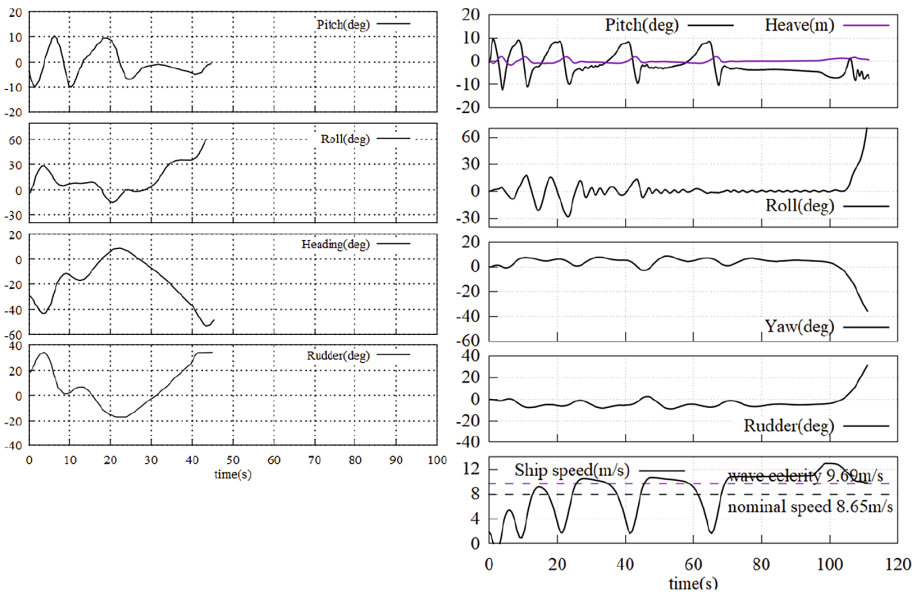 20
10
0
-10
-20
Pitch(deg)
60
30
0
-30
Roll(deg)
20
0
-20
-40
-60
Heading(deg)
40
20
0
-20
-40
Rudder(deg)
0 10 20 30 40 50 60 70 80 90 100
time(s)
20
10
0
-10
-20
Pitch(deg) Heave(m)
60
30
0
-30
Roll(deg)
20
0
-20
-40
-60
Yaw(deg)
40
20
0
-20
-40
Rudder(deg)
12
8
4
0
Ship speed(m/s)
wave celerity 9.69m/s
nominal speed 8.65m/s
0 20 40 60 80 100 120
time(s)